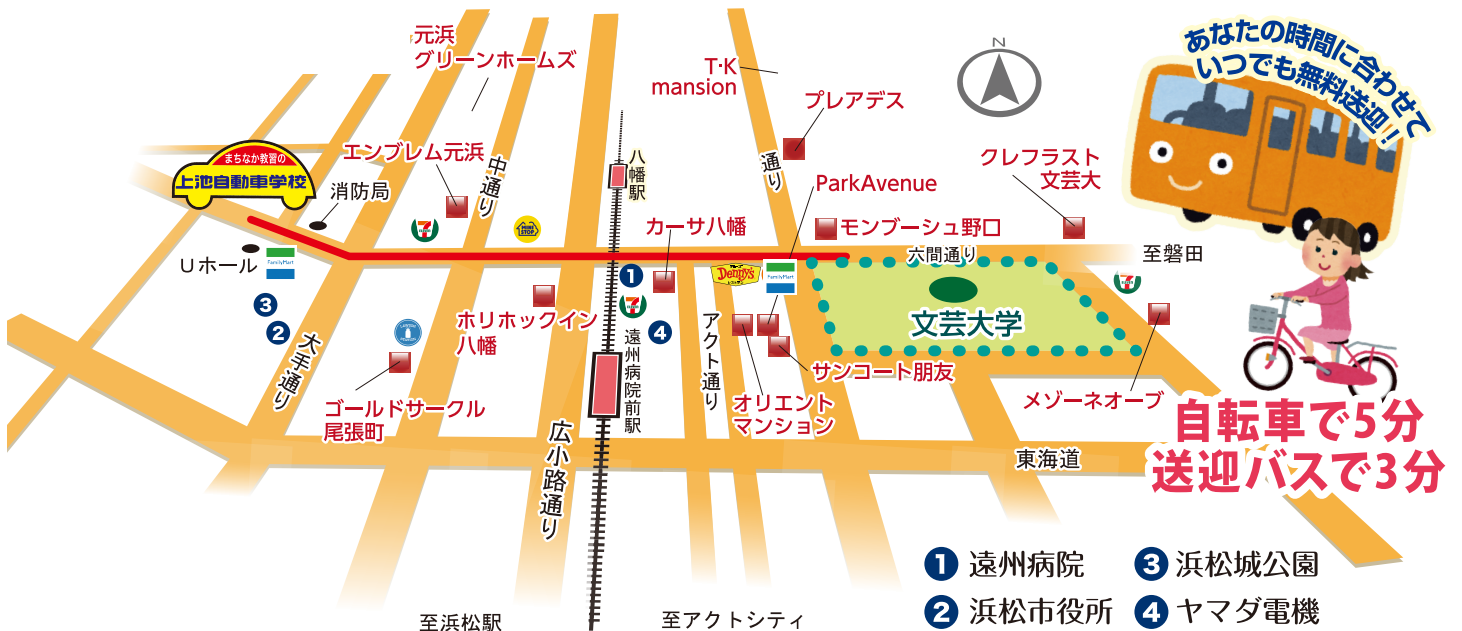 元浜
グリーンホームズ
T·K
mansion
プレアデス
N
あなたの時間に合わせて
いつでも無料送迎！
まちなか教習の
上池自動車学校
消防局
エンブレム元浜
中通り
八幡駅
通り
クレフラスト
文芸大
ParkAvenue
カーサ八幡
モンブーシュ野口
六間通り
至磐田
Uホール
FamilyMart
7
ELEVEN
Denny's
FamilyMart
7
ELEVEN
1
3
2
大手通り
ホリホックイン
八幡
7
ELEVEN
4
遠州病院前駅
アクト通り
文芸大学
サンコート朋友
オリエント
マンション
メゾーネオーブ
ゴールドサークル
尾張町
広小路通り
東海道
自転車で5分
送迎バスで3分
1 遠州病院
3 浜松城公園
2 浜松市役所
4 ヤマダ電機
至浜松駅
至アクトシティ